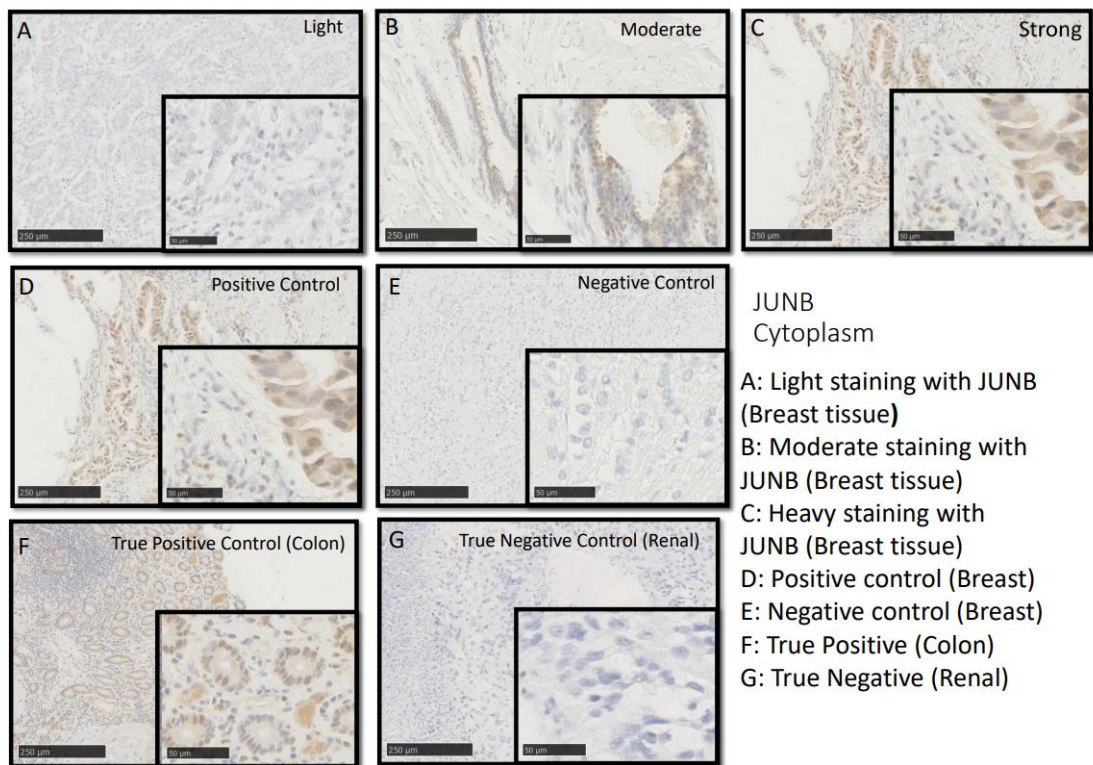 A
Light
250 μm
50 μm
B
Moderate
250 μm
50 μm
C
Strong
250 μm
50 μm
D
Positive Control
250 μm
50 μm
E
Negative Control
250 μm
50 μm
JUNB
Cytoplasm
A: Light staining with JUNB
(Breast tissue)
B: Moderate staining with
JUNB (Breast tissue)
C: Heavy staining with
JUNB (Breast tissue)
D: Positive control (Breast)
E: Negative control (Breast)
F: True Positive (Colon)
G: True Negative (Renal)
F
True Positive Control (Colon)
250 μm
50 μm
G
True Negative Control (Renal)
250 μm
50 μm